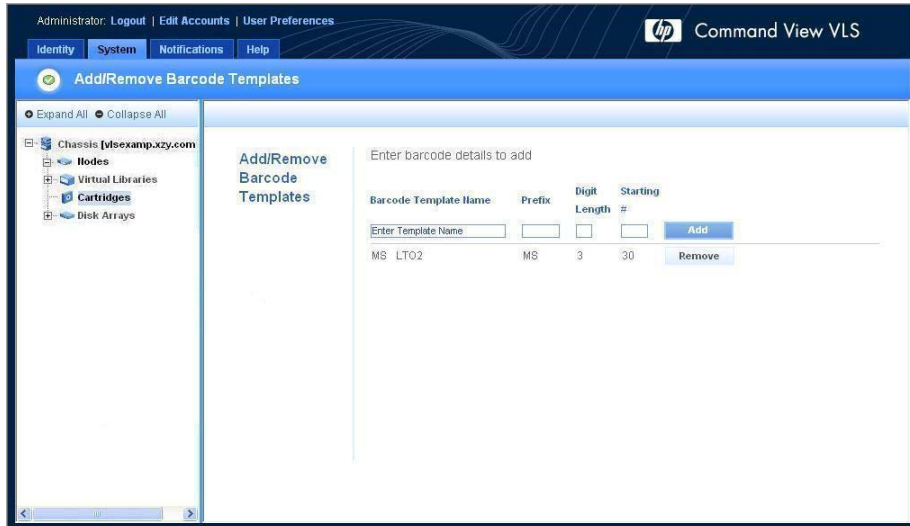 Administrator: Logout | Edit Accounts | User Preferences
hp Command View VLS
Identity System Notifications Help
Add/Remove Barcode Templates
Expand All Collapse All
Chassis [vlsexamp.xzy.com
Nodes
Virtual Libraries
Cartridges
Disk Arrays
Add/Remove
Barcode
Templates
Enter barcode details to add
Barcode Template Name Prefix Digit Length Starting #
Enter Template Name Add
MS LTO2 MS 3 30 Remove